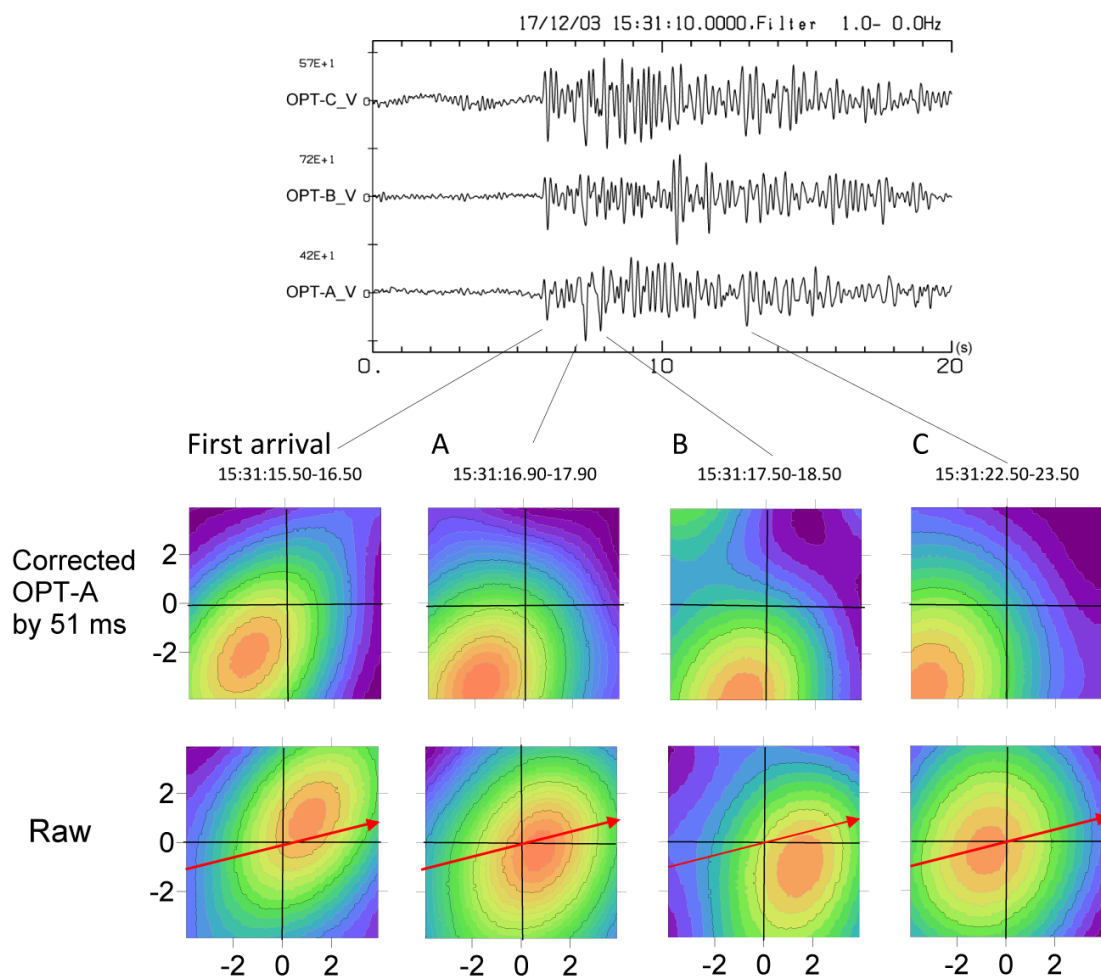 17/12/03 15:31:10.0000.Filter 1.0- 0.0Hz
57E+1
OPT-C_V 0
72E+1
OPT-B_V 0
42E+1
OPT-A_V 0
0. 10 20
(s)
First arrival A B C
15:31:15.50-16.50 15:31:16.90-17.90 15:31:17.50-18.50 15:31:22.50-23.50
Corrected
OPT-A
by 51 ms
2
0
-2
Raw
2
0
-2
-2 0 2 -2 0 2 -2 0 2 -2 0 2